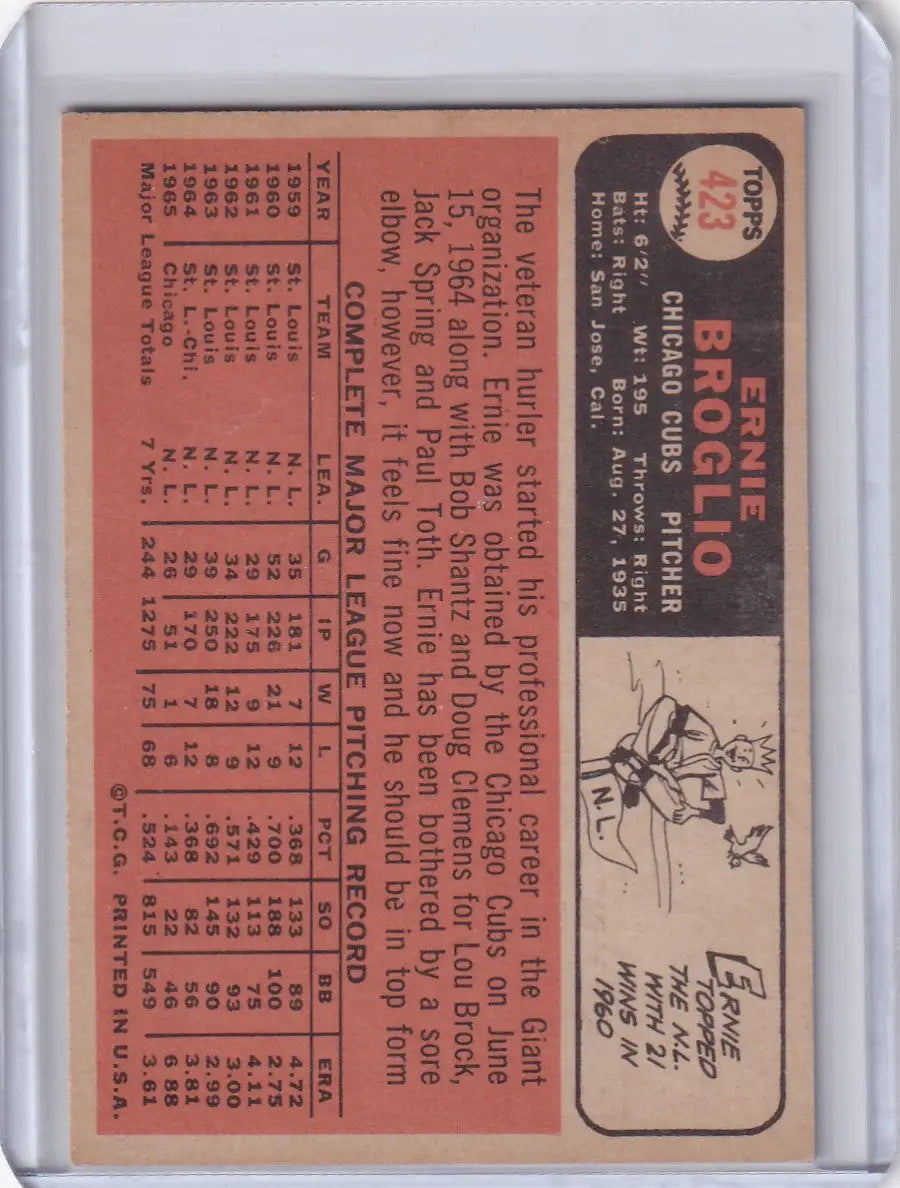 TOPPS
423
ERNIE
BROGLIO
CHICAGO CUBS PITCHER
Ht: 6'2" Wt: 195 Throws: Right
Bats: Right Born: Aug. 27, 1935
Home: San Jose, Cal.
N.L.
ERNIE
TOPPED
THE N.L.
WITH 21
WINS IN
1960
The veteran hurler started his professional career in the Giant
organization. Ernie was obtained by the Chicago Cubs on June
15, 1964 along with Bob Shantz and Doug Clemens for Lou Brock,
Jack Spring and Paul Toth. Ernie has been bothered by a sore
elbow, however, it feels fine now and he should be in top form
COMPLETE MAJOR LEAGUE PITCHING RECORD
YEAR TEAM LEA. G IP W L PCT SO BB ERA
1959 St. Louis N. L. 35 181 7 12 .368 133 89 4.72
1960 St. Louis N. L. 52 226 21 9 .700 188 100 2.75
1961 St. Louis N. L. 29 175 9 12 .429 113 75 4.11
1962 St. Louis N. L. 34 222 12 9 .571 132 93 3.00
1963 St. Louis N. L. 39 250 18 8 .692 145 90 2.99
1964 St. L.-Chi. N. L. 29 170 7 12 .368 82 56 3.81
1965 Chicago N. L. 26 51 1 6 .143 22 46 6.88
Major League Totals 7 Yrs. 244 1275 75 68 .524 815 549 3.61
©T.C.G. PRINTED IN U.S.A.